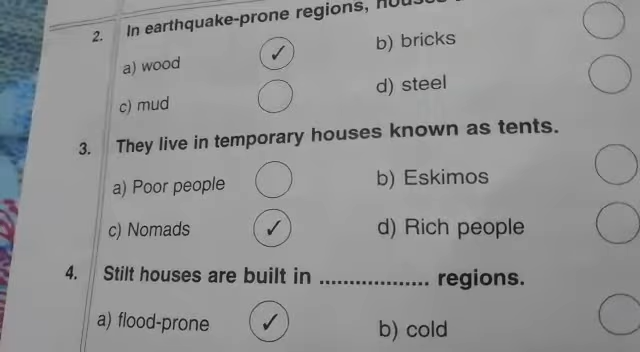 2. In earthquake-prone regions,
a) wood ✓ b) bricks
c) mud d) steel
3. They live in temporary houses known as tents.
a) Poor people b) Eskimos
c) Nomads ✓ d) Rich people
4. Stilt houses are built in .................. regions.
a) flood-prone ✓ b) cold